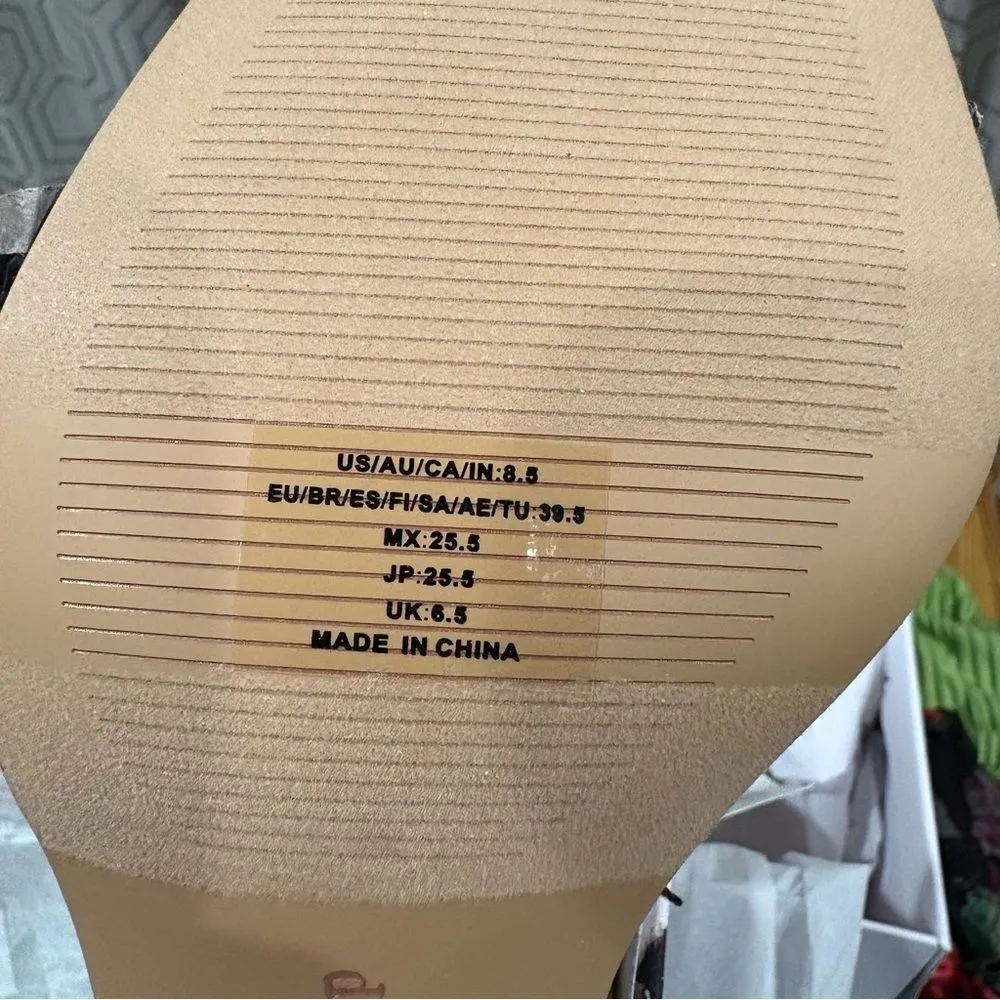 US/AU/CA/IN:8.5
EU/BR/ES/FI/SA/AE/TU:39.5
MX:25.5
JP:25.5
UK:6.5
MADE IN CHINA